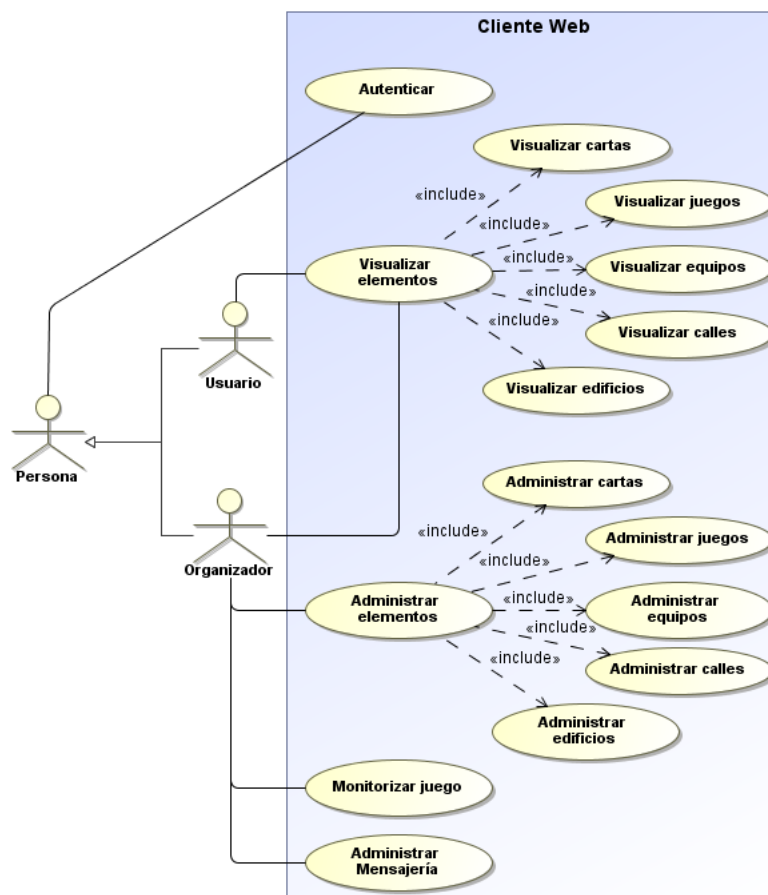 Cliente Web
Autenticar
Visualizar cartas
«include»
Visualizar juegos
«include»
Visualizar
elementos
«include»
Visualizar equipos
«include»
Visualizar calles
«include»
Visualizar edificios
Usuario
Persona
Organizador
Administrar cartas
«include»
Administrar juegos
«include»
Administrar
elementos
«include»
Administrar
equipos
«include»
Administrar calles
«include»
Administrar
edificios
Monitorizar juego
Administrar
Mensajería